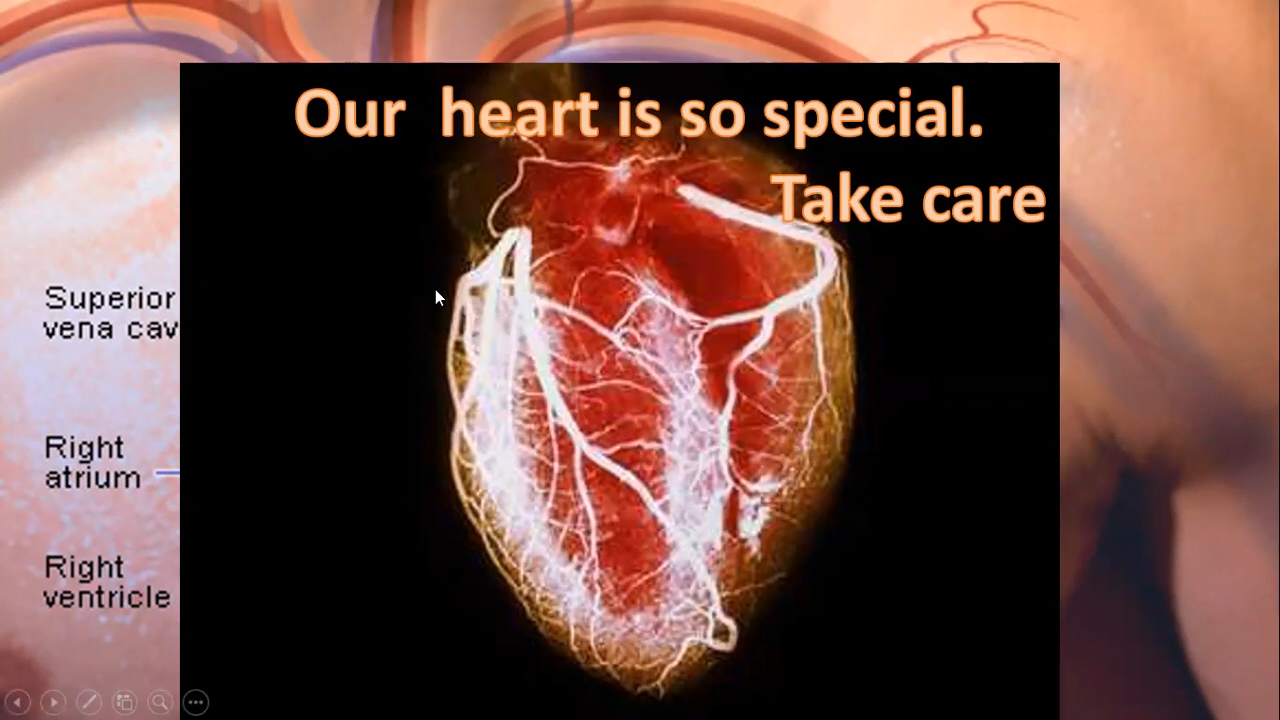 Our heart is so special.
Take care
Superior
vena cav
Right
atrium
Right
ventricle